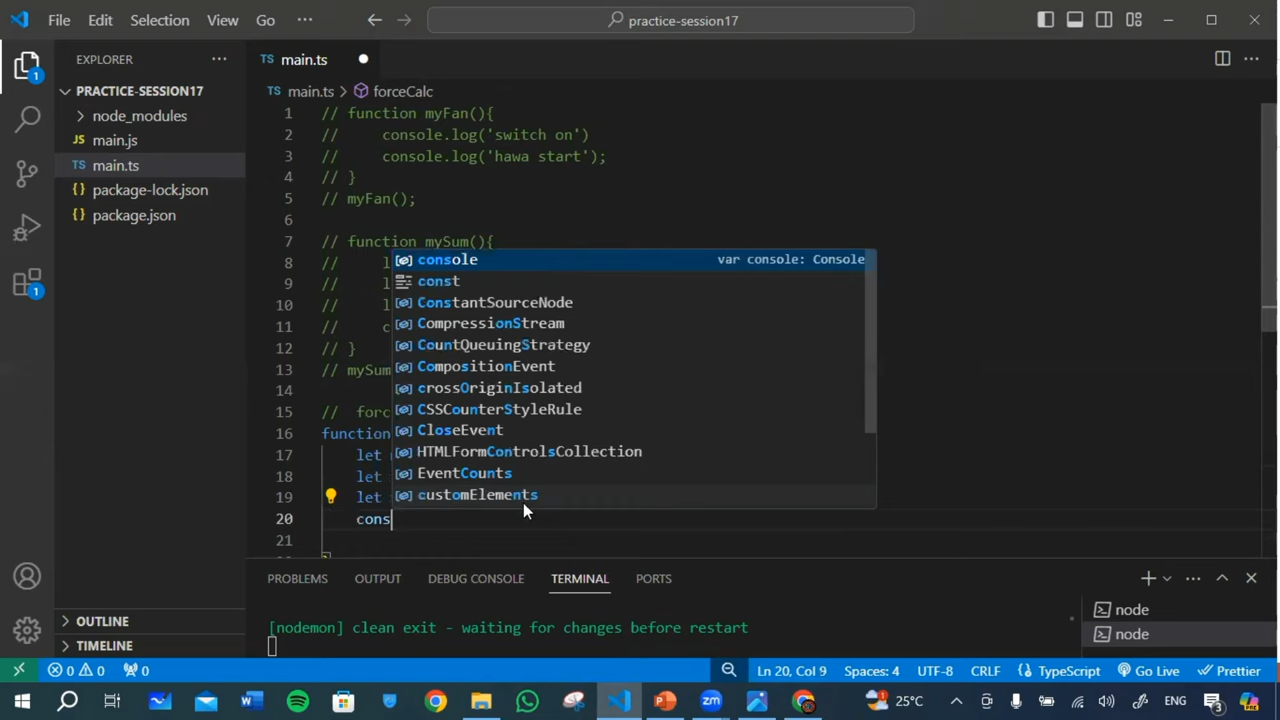 File Edit Selection View Go ··· practice-session17
EXPLORER ···
PRACTICE-SESSION17
node_modules
JS main.js
TS main.ts
{} package-lock.json
{} package.json
OUTLINE
TIMELINE
TS main.ts
main.ts > forceCalc
1 // function myFan(){
2 // console.log('switch on')
3 // console.log('hawa start');
4 // }
5 // myFan();
6
7 // function mySum(){
8 // l
9 // l
10 // l
11 // c
12 // }
13 // mySum
14
15 // forc
16 function
17 let
18 let
19 let
20 cons
21
console var console: Console
const
ConstantSourceNode
CompressionStream
CountQueuingStrategy
CompositionEvent
crossOriginIsolated
CSSCounterStyleRule
CloseEvent
HTMLFormControlsCollection
EventCounts
customElements
PROBLEMS OUTPUT DEBUG CONSOLE TERMINAL PORTS
[nodemon] clean exit - waiting for changes before restart
node
node
0 0 0 Ln 20, Col 9 Spaces: 4 UTF-8 CRLF {} TypeScript Go Live Prettier
25°C ENG 3